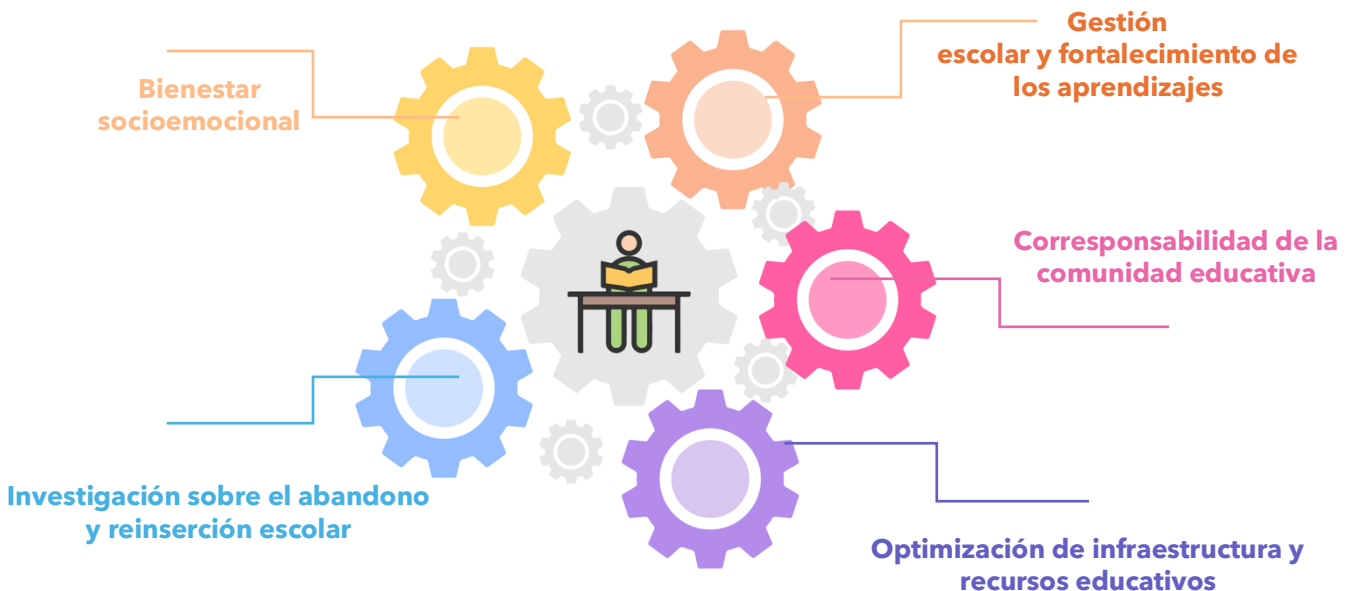 Gestión
escolar y fortalecimiento de
los aprendizajes
Bienestar
socioemocional
Corresponsabilidad de la
comunidad educativa
Investigación sobre el abandono
y reinserción escolar
Optimización de infraestructura y
recursos educativos